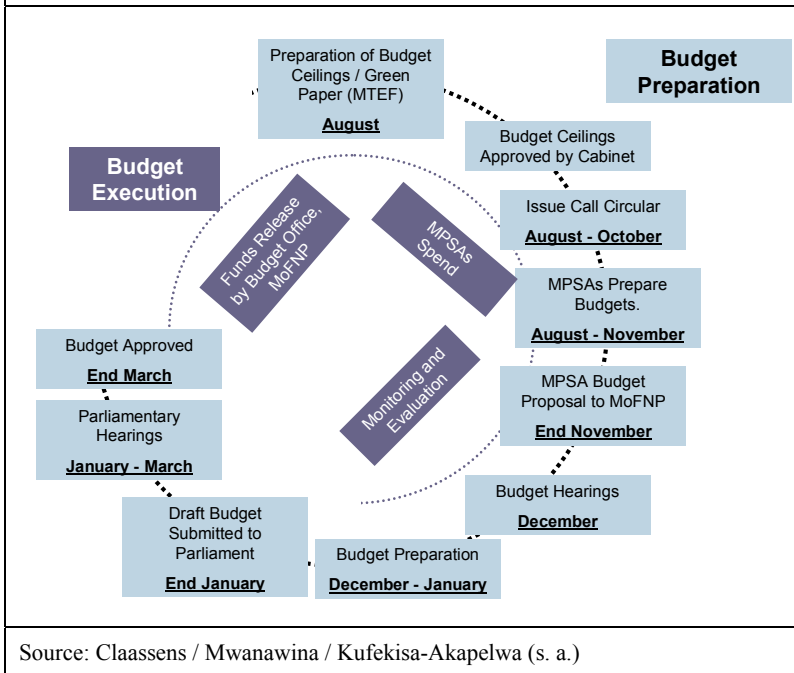 Preparation of Budget
Ceilings / Green
Paper (MTEF)
August
Budget
Preparation
Budget Ceilings
Approved by Cabinet
Issue Call Circular
August - October
MPSAs Prepare
Budgets.
August - November
MPSA Budget
Proposal to MoFNP
End November
Budget Hearings
December
Budget Preparation
December - January
Draft Budget
Submitted to
Parliament
End January
Parliamentary
Hearings
January - March
Budget Approved
End March
Budget
Execution
Funds Release
by Budget Office,
MoFNP
MPSAs
Spend
Monitoring and
Evaluation
Source: Claassens / Mwanawina / Kufekisa-Akapelwa (s. a.)